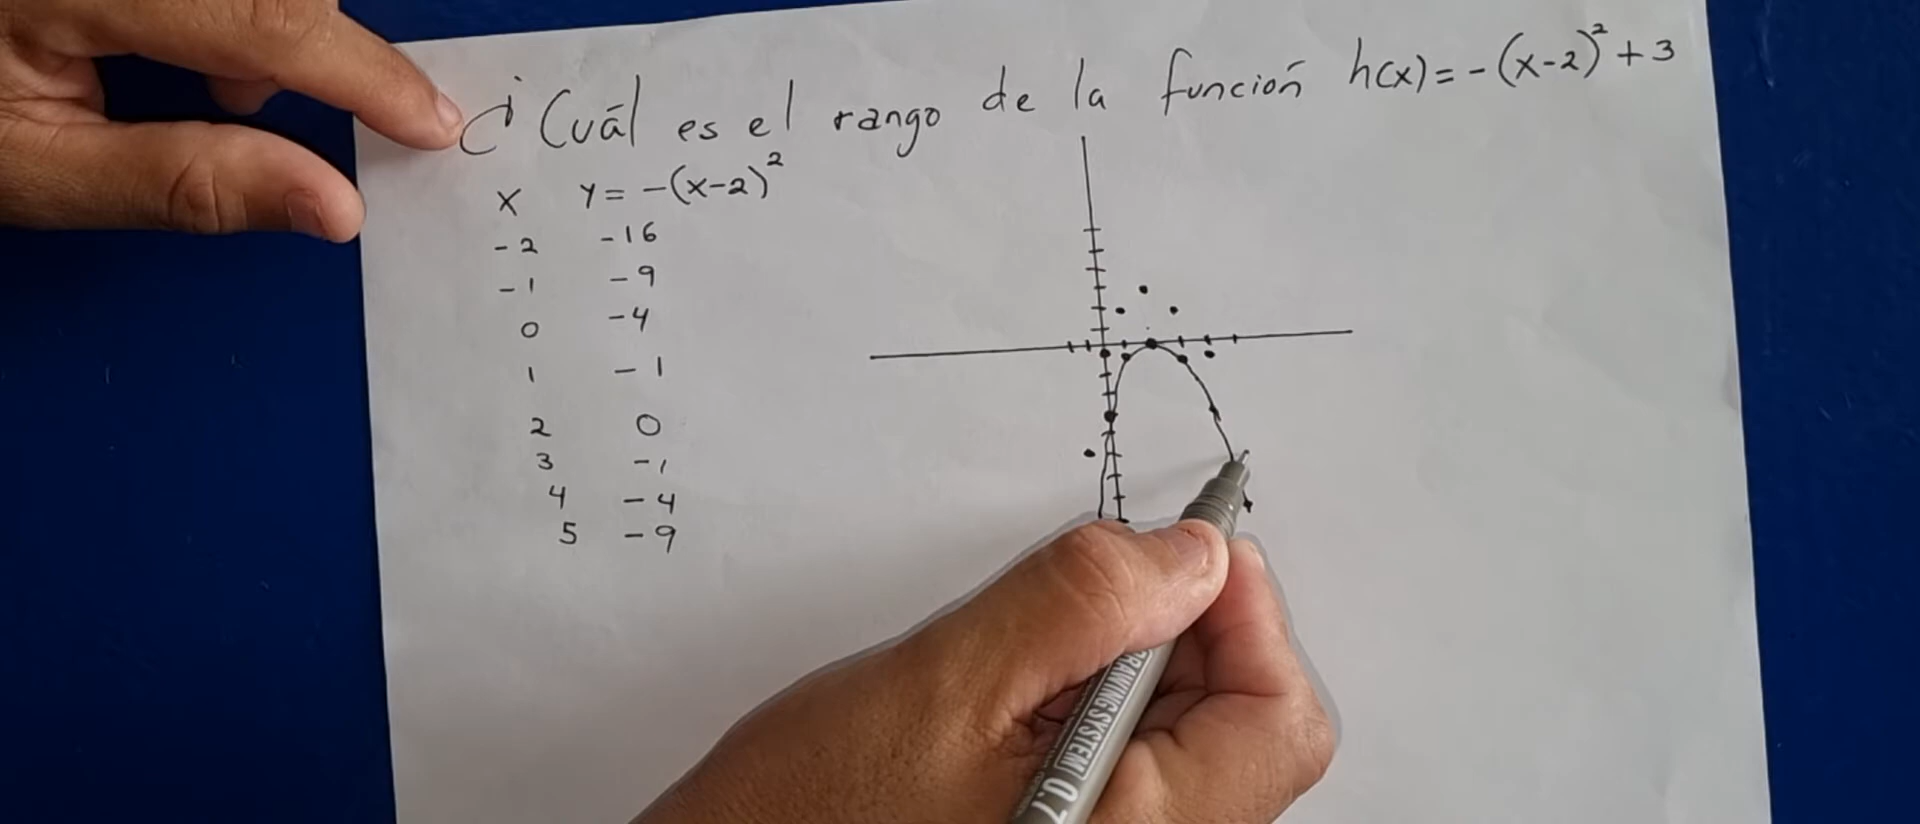 ¿Cuál es el rango de la función h(x)=-(x-2)²+3
x y=-(x-2)²
-2 -16
-1 -9
0 -4
1 -1
2 0
3 -1
4 -4
5 -9
DRAWING SYSTEM 0.7